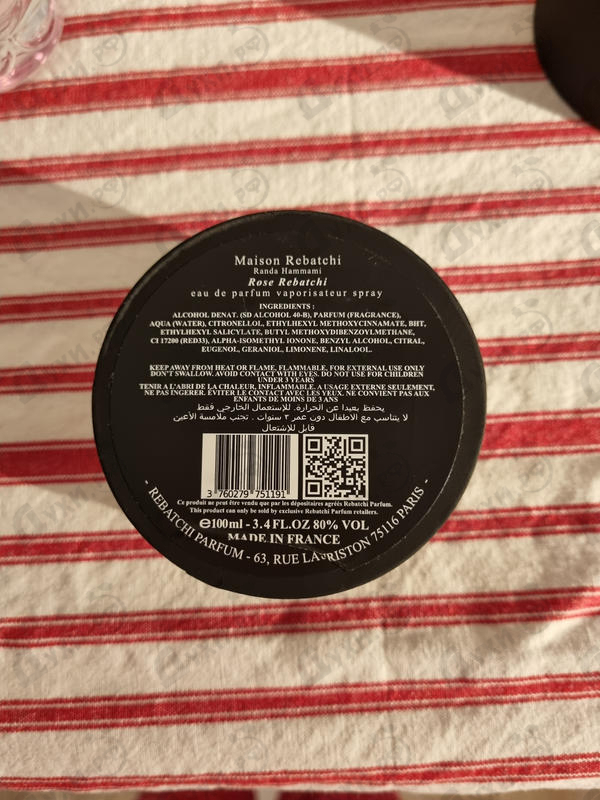 Maison Rebatchi
Randa Hammami
Rose Rebatchi
eau de parfum vaporisateur spray
INGREDIENTS :
ALCOHOL DENAT. (SD ALCOHOL 40-B), PARFUM (FRAGRANCE),
AQUA (WATER), CITRONELLOL, ETHYLHEXYL METHOXYCINNAMATE, BHT,
ETHYLHEXYL SALICYLATE, BUTYL METHOXYDIBENZOYLMETHANE,
CI 17200 (RED33), ALPHA-ISOMETHYL IONONE, BENZYL ALCOHOL, CITRAL,
EUGENOL, GERANIOL, LIMONENE, LINALOOL.
KEEP AWAY FROM HEAT OR FLAME, FLAMMABLE, FOR EXTERNAL USE ONLY
DON'T SWALLOW. AVOID CONTACT WITH EYES. DO NOT USE FOR CHILDREN
UNDER 3 YEARS
TENIR A L'ABRI DE LA CHALEUR, INFLAMMABLE. A USAGE EXTERNE SEULEMENT,
NE PAS INGERER. EVITER LE CONTACT AVEC LES YEUX. NE CONVIENT PAS AUX
ENFANTS DE MOINS DE 3 ANS
يحفظ بعيدا عن الحرارة. للإستعمال الخارجي فقط
لا يتناسب مع الاطفال دون عمر ٣ سنوات . تجنب ملامسة الأعين
قابل للإشتعال
3 760279 751191
Ce produit ne peut être vendu que par les dépositaires agréés Rebatchi Parfum.
This product can only be sold by exclusive Rebatchi Parfum retailers.
℮100ml - 3.4 FL.OZ 80% VOL
MADE IN FRANCE
- REBATCHI PARFUM - 63, RUE LAURISTON 75116 PARIS -